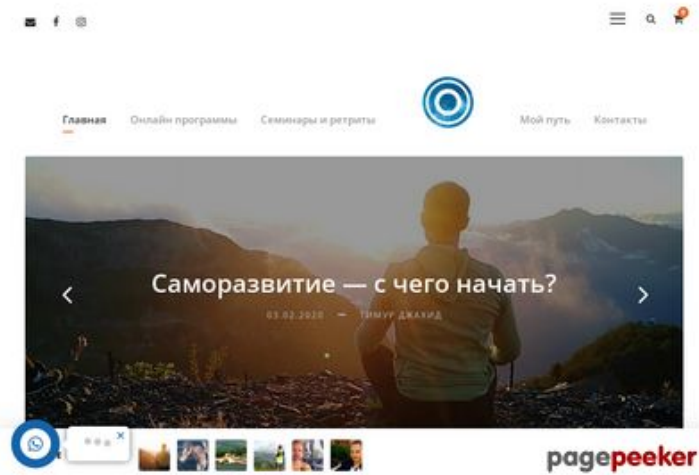 Главная
Онлайн программы
Семинары и ретриты
Мой путь
Контакты
Саморазвитие — с чего начать?
03.02.2020 — ТИМУР ДЖАХИД
pagepeeker